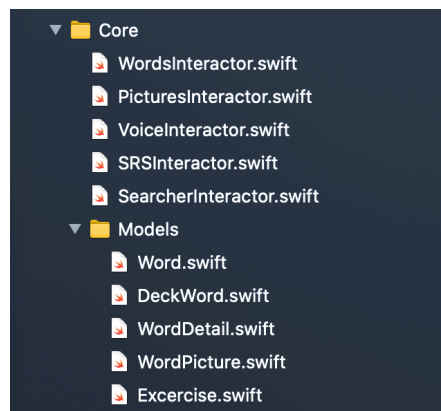 Core
WordsInteractor.swift
PicturesInteractor.swift
VoiceInteractor.swift
SRSInteractor.swift
SearcherInteractor.swift
Models
Word.swift
DeckWord.swift
WordDetail.swift
WordPicture.swift
Excercise.swift